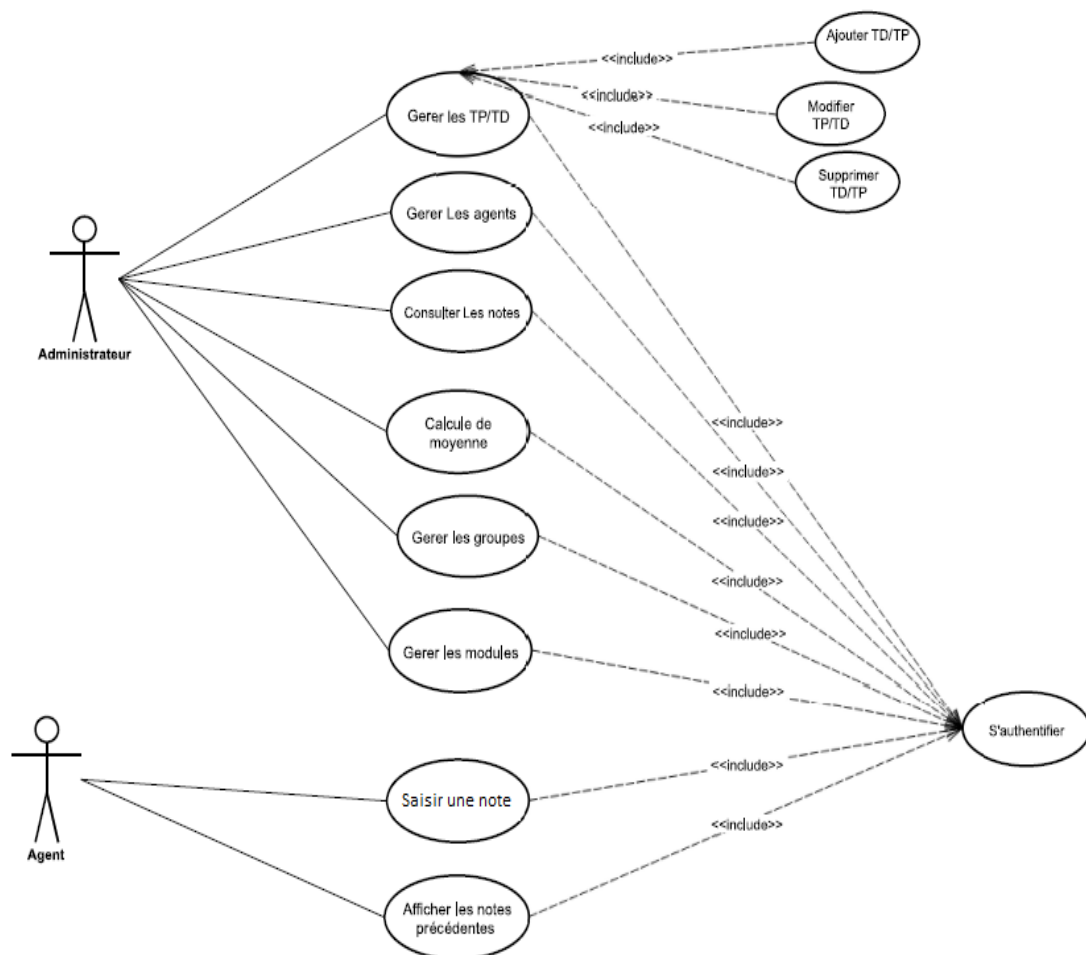 Ajouter TD/TP
<<include>>
Gerer les TP/TD
<<include>>
Modifier
TP/TD
<<include>>
Supprimer
TD/TP
Gerer Les agents
Administrateur
Consulter Les notes
Calcule de
moyenne
<<include>>
<<include>>
<<include>>
Gerer les groupes
<<include>>
<<include>>
Gerer les modules
<<include>>
S'authentifier
Agent
Saisir une note
<<include>>
<<include>>
Afficher les notes
précédentes